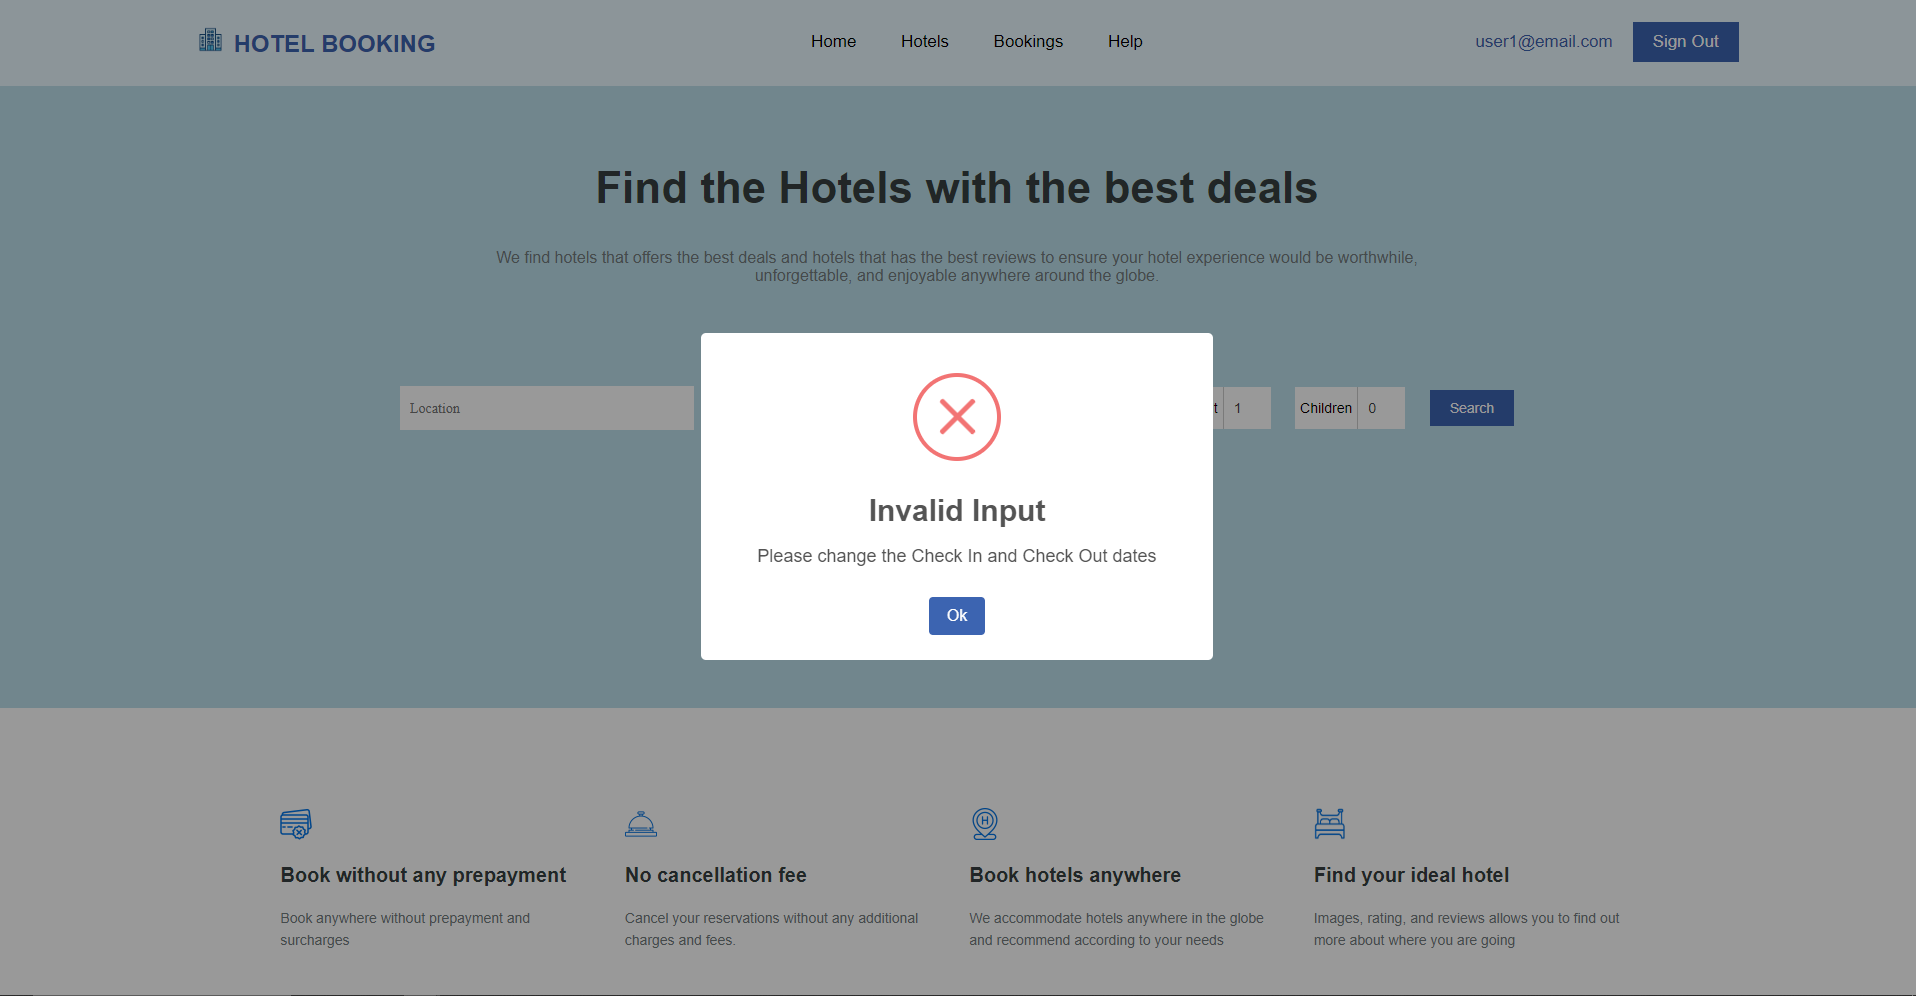 HOTEL BOOKING
Home Hotels Bookings Help
user1@email.com Sign Out
Find the Hotels with the best deals
We find hotels that offers the best deals and hotels that has the best reviews to ensure your hotel experience would be worthwhile,
unforgettable, and enjoyable anywhere around the globe.
Location
t 1 Children 0 Search
Invalid Input
Please change the Check In and Check Out dates
Ok
Book without any prepayment
Book anywhere without prepayment and
surcharges
No cancellation fee
Cancel your reservations without any additional
charges and fees.
Book hotels anywhere
We accommodate hotels anywhere in the globe
and recommend according to your needs
Find your ideal hotel
Images, rating, and reviews allows you to find out
more about where you are going